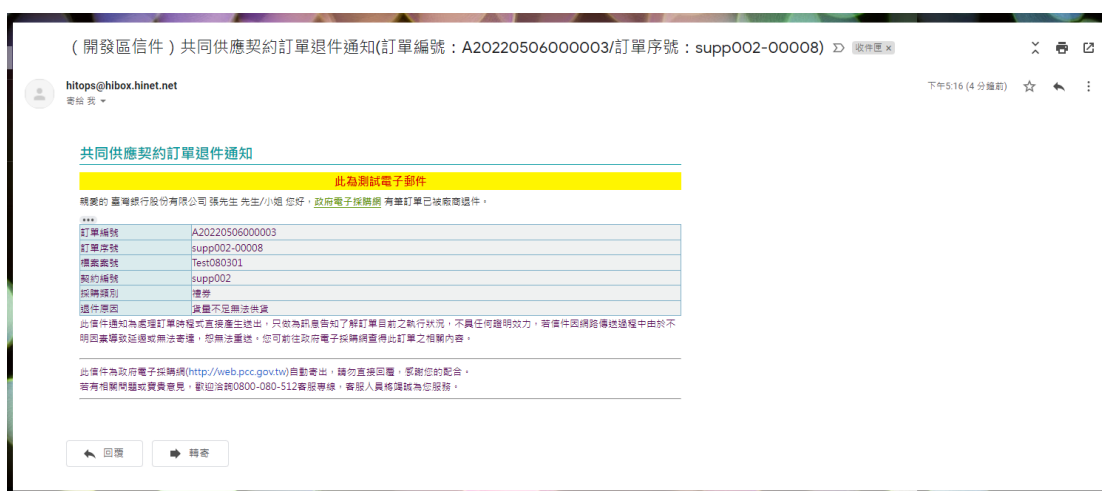 （開發區信件）共同供應契約訂單退件通知(訂單編號：A20220506000003/訂單序號：supp002-00008) 收件匣 ×
hitops@hibox.hinet.net
下午5:16 (4 分鐘前)
寄給 我
共同供應契約訂單退件通知
此為測試電子郵件
親愛的 臺灣銀行股份有限公司 張先生 先生/小姐 您好，政府電子採購網 有筆訂單已被廠商退件。
訂單編號 A20220506000003
訂單序號 supp002-00008
標案案號 Test080301
契約編號 supp002
採購類別 禮券
退件原因 貨量不足無法供貨
此信件通知為處理訂單時程式直接產生送出，只做為訊息告知了解訂單目前之執行狀況，不具任何證明效力，若信件因網路傳送過程中由於不
明因素導致延遲或無法寄達，恕無法重送。您可前往政府電子採購網查得此訂單之相關內容。
此信件為政府電子採購網(http://web.pcc.gov.tw)自動寄出，請勿直接回覆，感謝您的配合。
若有相關問題或寶貴意見，歡迎洽詢0800-080-512客服專線，客服人員將竭誠為您服務。
回覆 轉寄